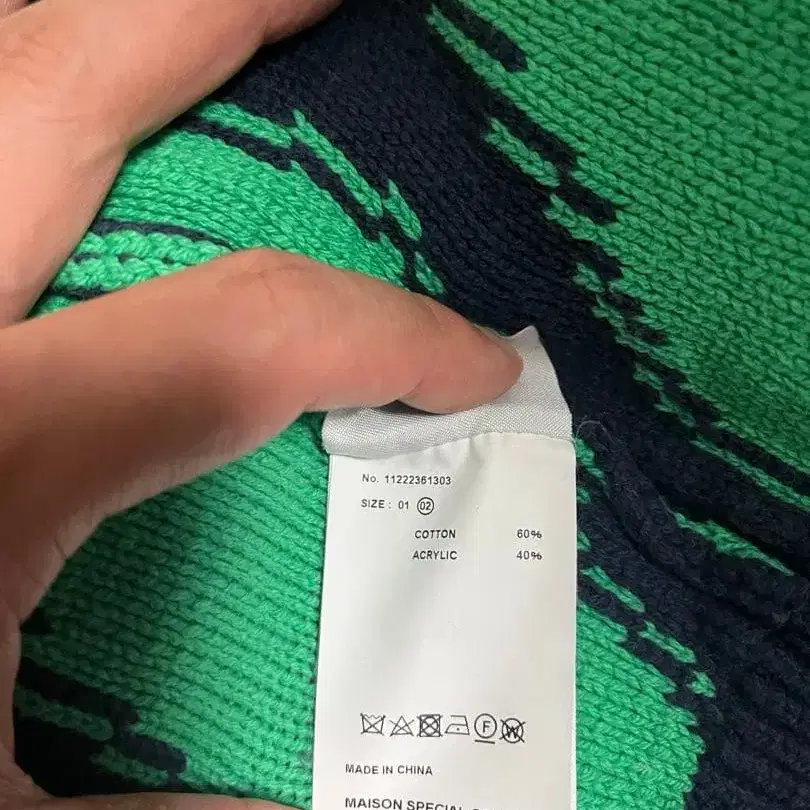 No. 11222361303
SIZE : 01 02
COTTON 60%
ACRYLIC 40%
F W
MADE IN CHINA
MAISON SPECIAL